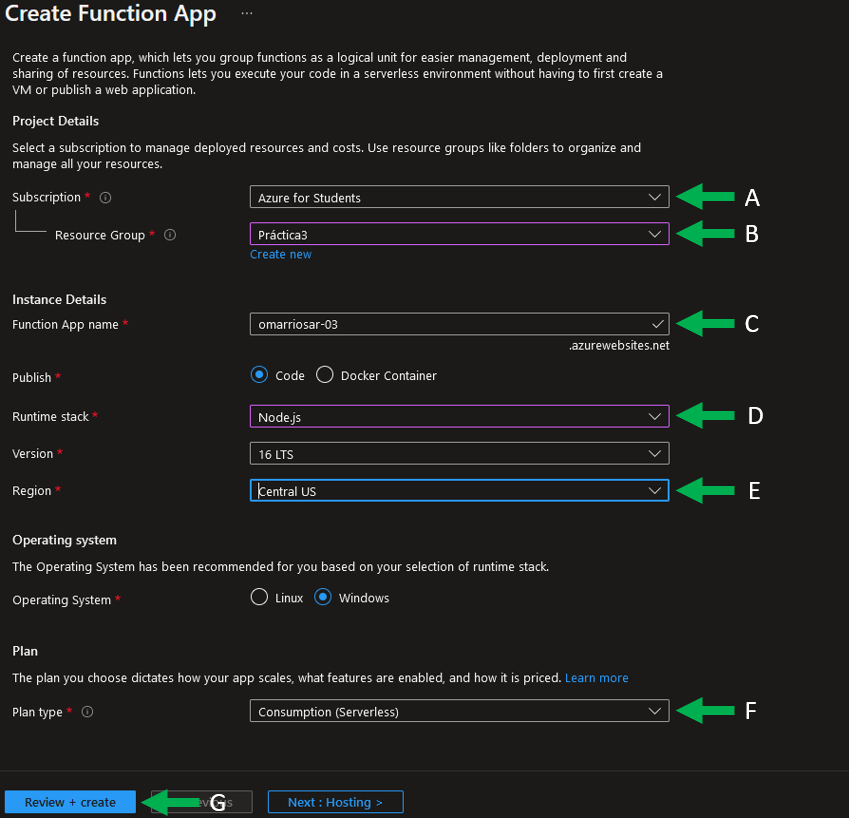 Create Function App ...
Create a function app, which lets you group functions as a logical unit for easier management, deployment and
sharing of resources. Functions lets you execute your code in a serverless environment without having to first create a
VM or publish a web application.
Project Details
Select a subscription to manage deployed resources and costs. Use resource groups like folders to organize and
manage all your resources.
Subscription * Azure for Students A
Resource Group * Práctica3 B
Create new
Instance Details
Function App name * omarriosar-03 C
.azurewebsites.net
Publish * Code Docker Container
Runtime stack * Node.js D
Version * 16 LTS
Region * Central US E
Operating system
The Operating System has been recommended for you based on your selection of runtime stack.
Operating System * Linux Windows
Plan
The plan you choose dictates how your app scales, what features are enabled, and how it is priced. Learn more
Plan type * Consumption (Serverless) F
Review + create G Next : Hosting >